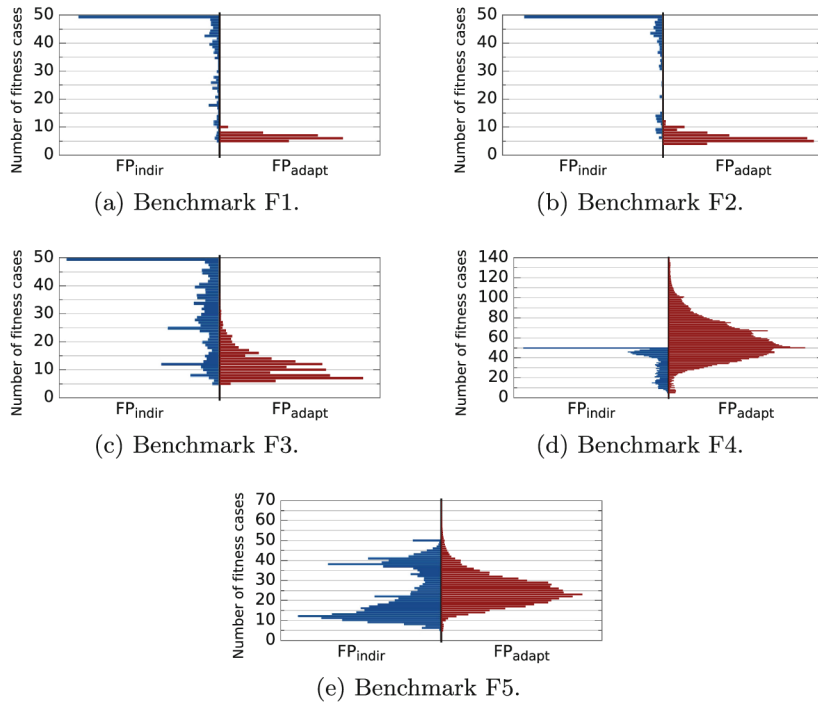 Number of fitness cases
50
40
30
20
10
0
FPindir FPadapt
(a) Benchmark F1.
Number of fitness cases
50
40
30
20
10
0
FPindir FPadapt
(b) Benchmark F2.
Number of fitness cases
50
40
30
20
10
0
FPindir FPadapt
(c) Benchmark F3.
Number of fitness cases
140
120
100
80
60
40
20
0
FPindir FPadapt
(d) Benchmark F4.
Number of fitness cases
70
60
50
40
30
20
10
0
FPindir FPadapt
(e) Benchmark F5.